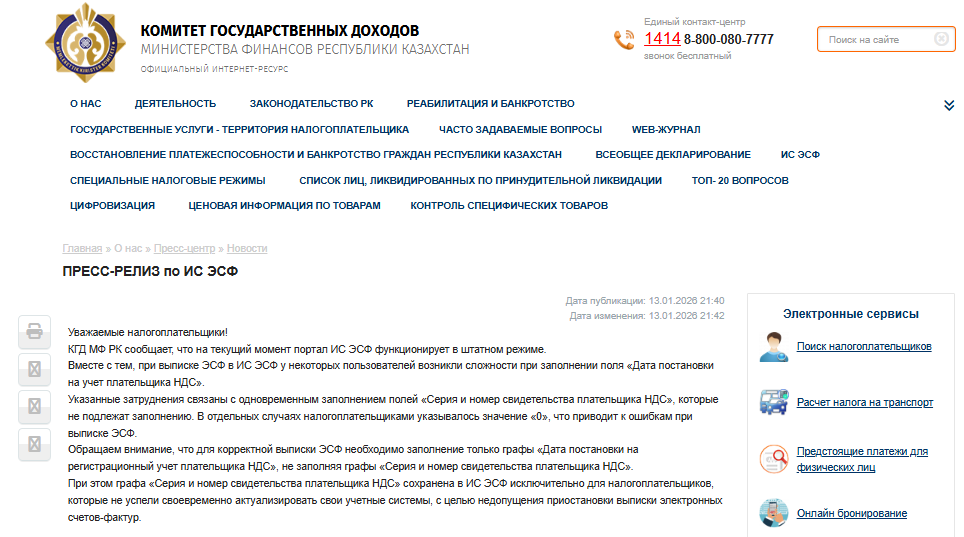 КОМИТЕТ ГОСУДАРСТВЕННЫХ ДОХОДОВ
МИНИСТЕРСТВА ФИНАНСОВ РЕСПУБЛИКИ КАЗАХСТАН
ОФИЦИАЛЬНЫЙ ИНТЕРНЕТ-РЕСУРС
Единый контакт-центр
1414 8-800-080-7777
звонок бесплатный
Поиск на сайте
О НАС ДЕЯТЕЛЬНОСТЬ ЗАКОНОДАТЕЛЬСТВО РК РЕАБИЛИТАЦИЯ И БАНКРОТСТВО
ГОСУДАРСТВЕННЫЕ УСЛУГИ - ТЕРРИТОРИЯ НАЛОГОПЛАТЕЛЬЩИКА ЧАСТО ЗАДАВАЕМЫЕ ВОПРОСЫ WEB-ЖУРНАЛ
ВОССТАНОВЛЕНИЕ ПЛАТЕЖЕСПОСОБНОСТИ И БАНКРОТСТВО ГРАЖДАН РЕСПУБЛИКИ КАЗАХСТАН ВСЕОБЩЕЕ ДЕКЛАРИРОВАНИЕ ИС ЭСФ
СПЕЦИАЛЬНЫЕ НАЛОГОВЫЕ РЕЖИМЫ СПИСОК ЛИЦ, ЛИКВИДИРОВАННЫХ ПО ПРИНУДИТЕЛЬНОЙ ЛИКВИДАЦИИ ТОП- 20 ВОПРОСОВ
ЦИФРОВИЗАЦИЯ ЦЕНОВАЯ ИНФОРМАЦИЯ ПО ТОВАРАМ КОНТРОЛЬ СПЕЦИФИЧЕСКИХ ТОВАРОВ
Главная » О нас » Пресс-центр » Новости
ПРЕСС-РЕЛИЗ по ИС ЭСФ
Дата публикации: 13.01.2026 21:40
Дата изменения: 13.01.2026 21:42
Уважаемые налогоплательщики!
КГД МФ РК сообщает, что на текущий момент портал ИС ЭСФ функционирует в штатном режиме.
Вместе с тем, при выписке ЭСФ в ИС ЭСФ у некоторых пользователей возникли сложности при заполнении поля «Дата постановки
на учет плательщика НДС».
Указанные затруднения связаны с одновременным заполнением полей «Серия и номер свидетельства плательщика НДС», которые
не подлежат заполнению. В отдельных случаях налогоплательщиками указывалось значение «0», что приводит к ошибкам при
выписке ЭСФ.
Обращаем внимание, что для корректной выписки ЭСФ необходимо заполнение только графы «Дата постановки на
регистрационный учет плательщика НДС», не заполняя графы «Серия и номер свидетельства плательщика НДС».
При этом графа «Серия и номер свидетельства плательщика НДС» сохранена в ИС ЭСФ исключительно для налогоплательщиков,
которые не успели своевременно актуализировать свои учетные системы, с целью недопущения приостановки выписки электронных
счетов-фактур.
Электронные сервисы
Поиск налогоплательщиков
Расчет налога на транспорт
Предстоящие платежи для
физических лиц
Онлайн бронирование